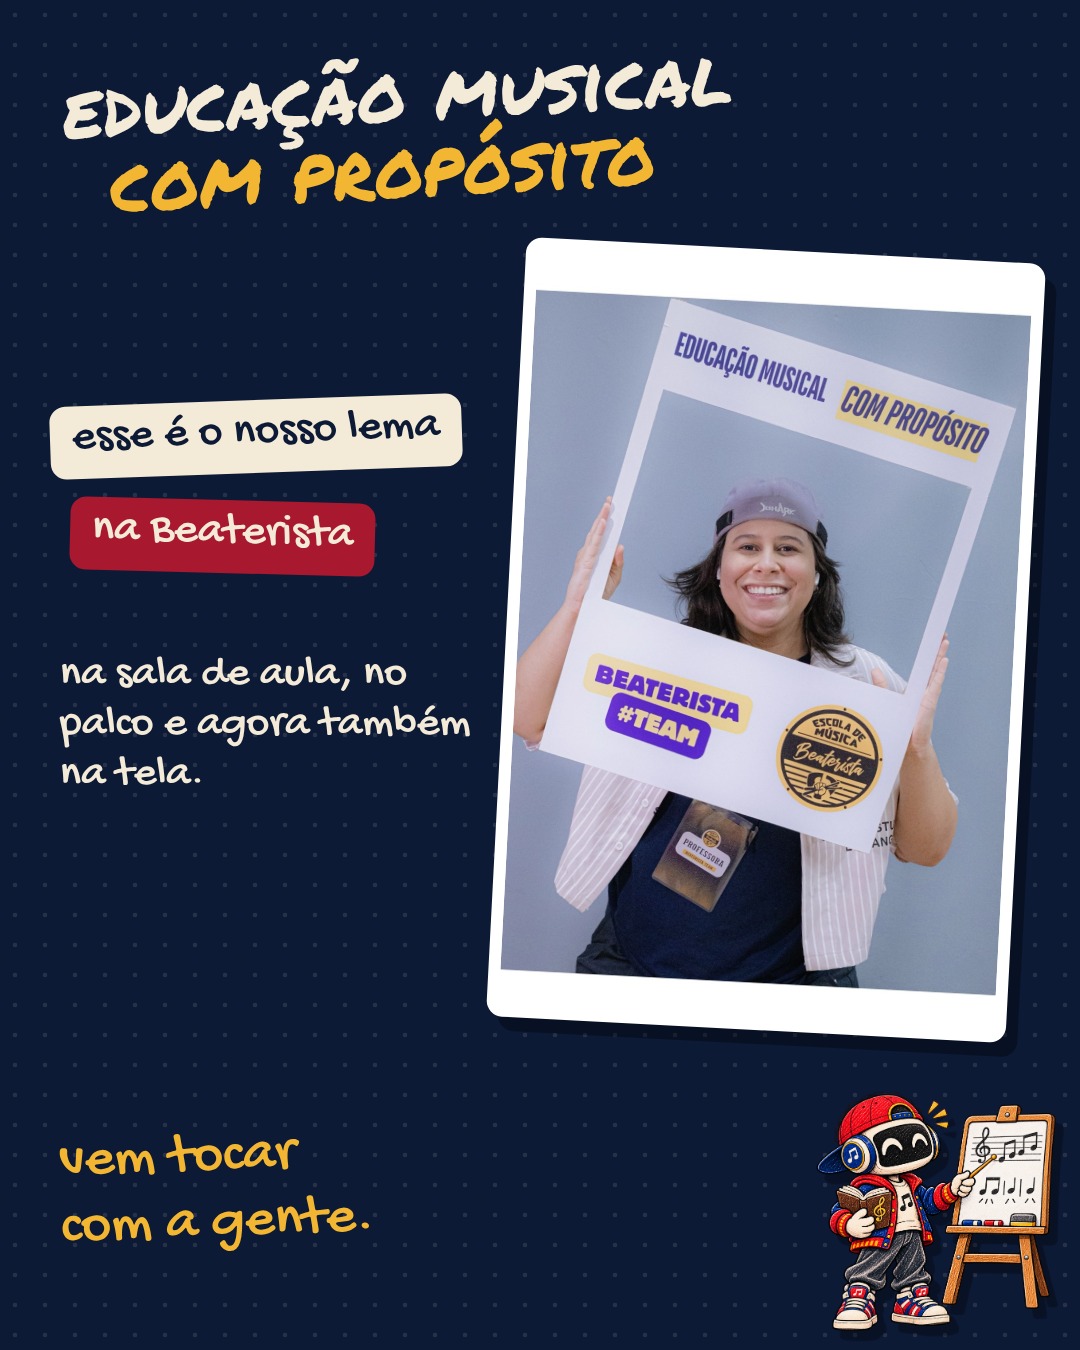 EDUCAÇÃO MUSICAL
COM PROPÓSITO
esse é o nosso lema
na Beaterista
na sala de aula, no
palco e agora também
na tela.
EDUCAÇÃO MUSICAL COM PROPÓSITO
BEATERISTA
#TEAM
ESCOLA DE
MÚSICA
Beaterista
PROFESSORA
vem tocar
com a gente.